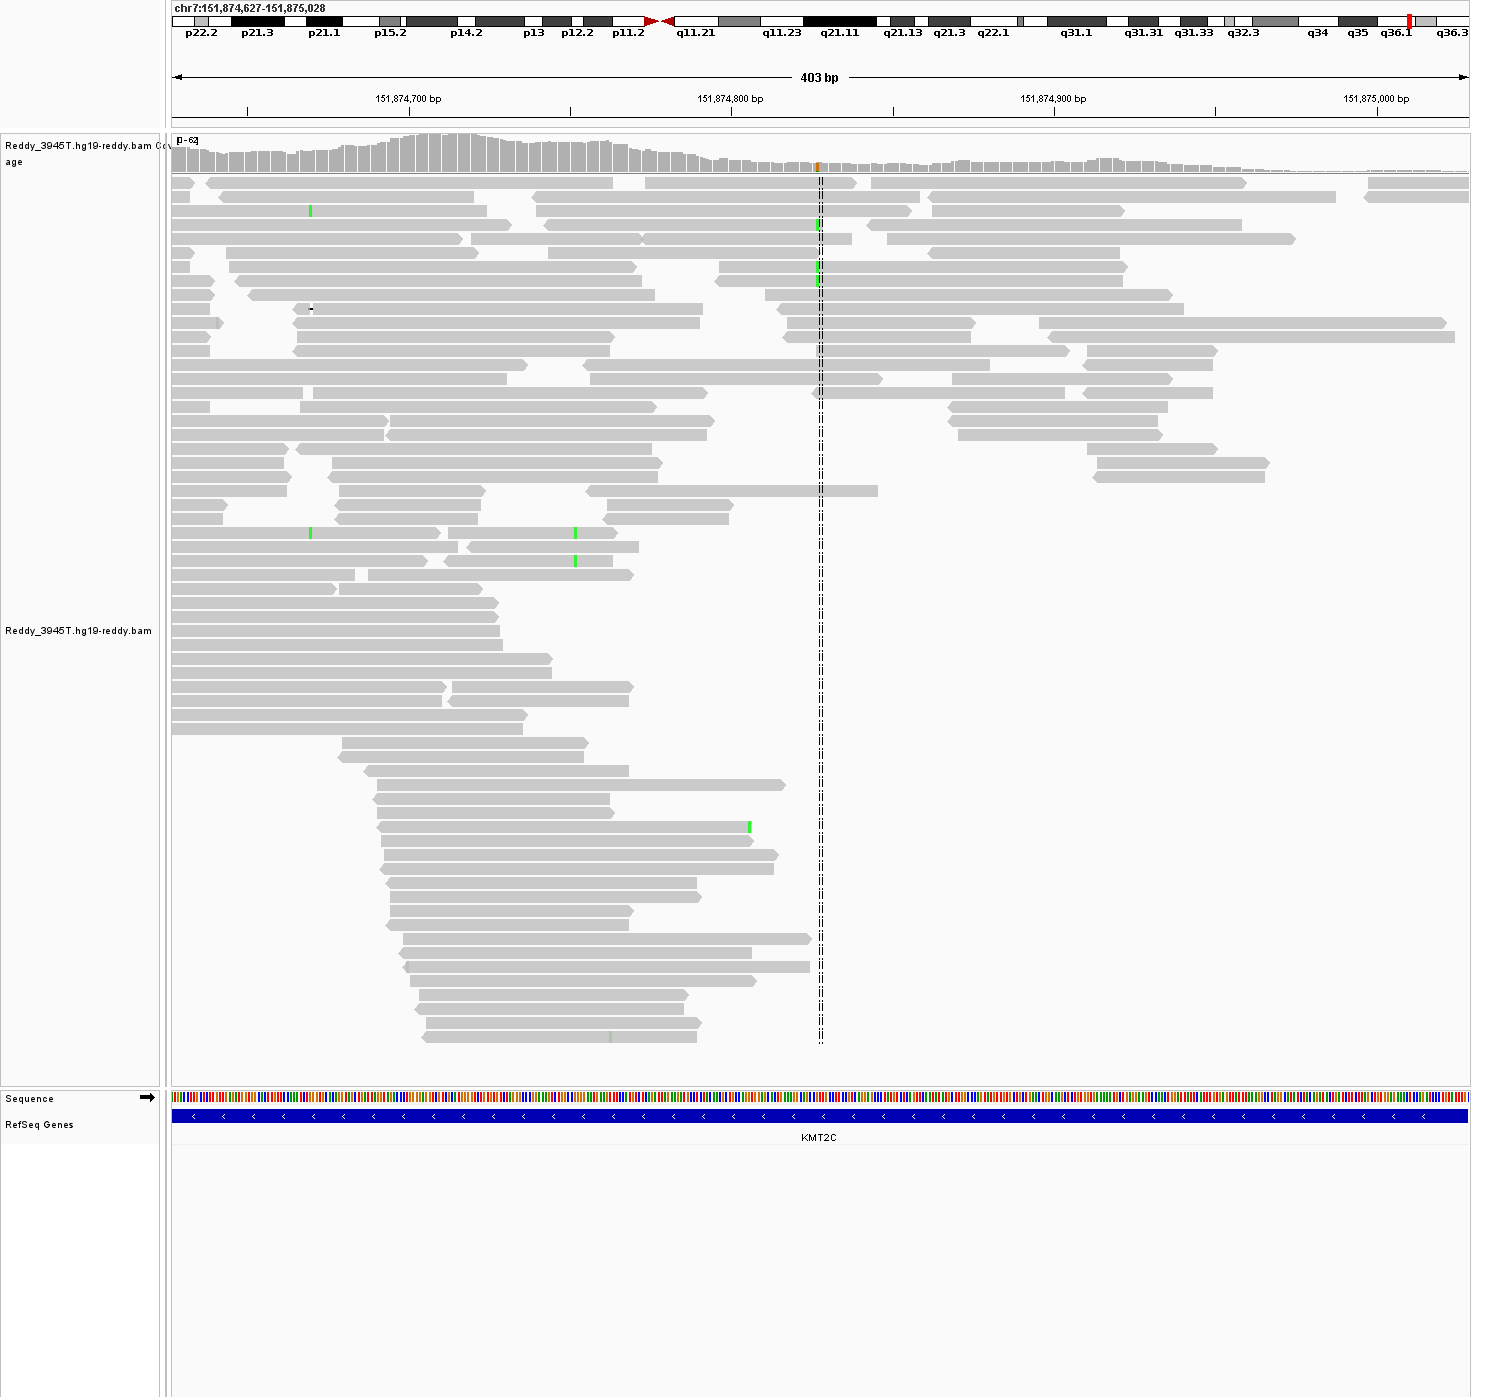 chr7:151,874,627-151,875,028
p22.2 p21.3 p21.1 p15.2 p14.2 p13 p12.2 p11.2 q11.21 q11.23 q21.11 q21.13 q21.3 q22.1 q31.1 q31.31 q31.33 q32.3 q34 q35 q36.1 q36.3
403 bp
151,874,700 bp 151,874,800 bp 151,874,900 bp 151,875,000 bp
Reddy_3945T.hg19-reddy.bam Cov
age
[0-62]
Reddy_3945T.hg19-reddy.bam
Sequence
RefSeq Genes
KMT2C